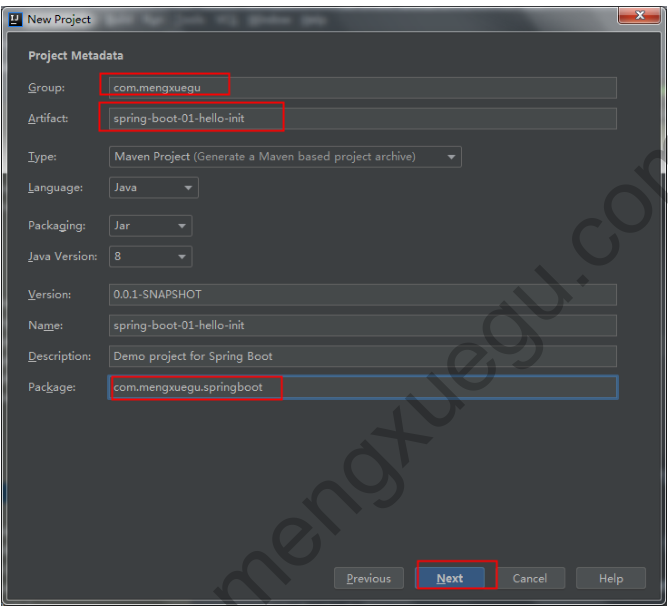 New Project
Project Metadata
Group: com.mengxuegu
Artifact: spring-boot-01-hello-init
Type: Maven Project (Generate a Maven based project archive)
Language: Java
Packaging: Jar
Java Version: 8
Version: 0.0.1-SNAPSHOT
Name: spring-boot-01-hello-init
Description: Demo project for Spring Boot
Package: com.mengxuegu.springboot
Previous Next Cancel Help
mengxuegu.com